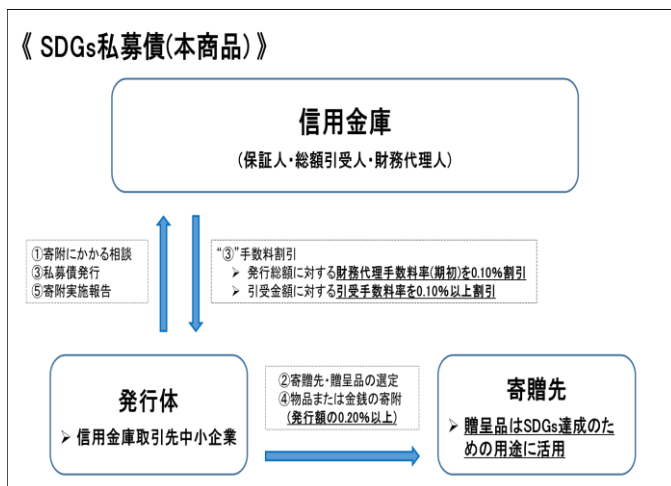 《 SDGs私募債(本商品) 》
信用金庫
(保証人・総額引受人・財務代理人)
①寄附にかかる相談
③私募債発行
⑤寄附実施報告
“③”手数料割引
➢ 発行総額に対する財務代理手数料率(期初)を0.10%割引
➢ 引受金額に対する引受手数料率を0.10%以上割引
発行体
➢ 信用金庫取引先中小企業
②寄贈先・贈呈品の選定
④物品または金銭の寄附
(発行額の0.20%以上)
寄贈先
➢ 贈呈品はSDGs達成のた
めの用途に活用